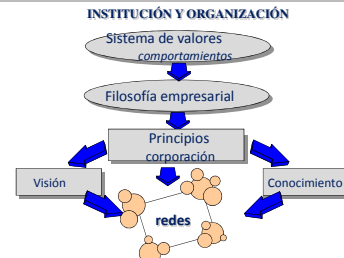 INSTITUCIÓN Y ORGANIZACIÓN
Sistema de valores
comportamientos
Filosofía empresarial
Principios
corporación
Visión
Conocimiento
redes